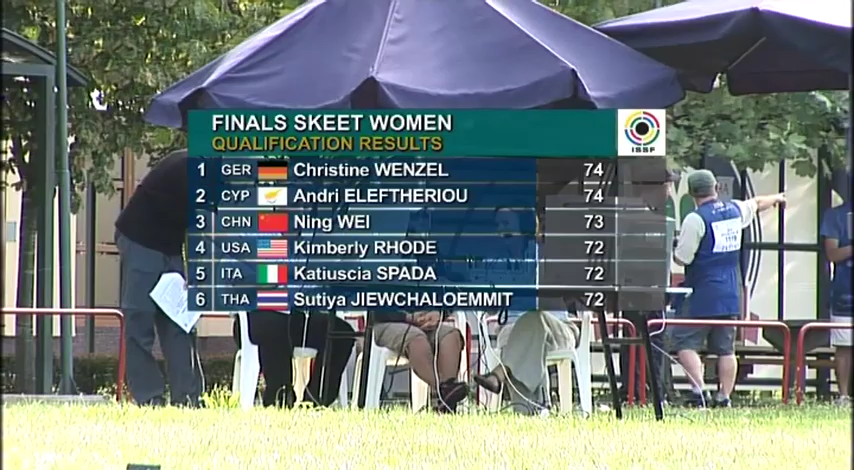 FINALS SKEET WOMEN
QUALIFICATION RESULTS
ISSF
1 GER Christine WENZEL 74
2 CYP Andri ELEFTHERIOU 74
3 CHN Ning WEI 73
4 USA Kimberly RHODE 72
5 ITA Katiuscia SPADA 72
6 THA Sutiya JIEWCHALOEMMIT 72